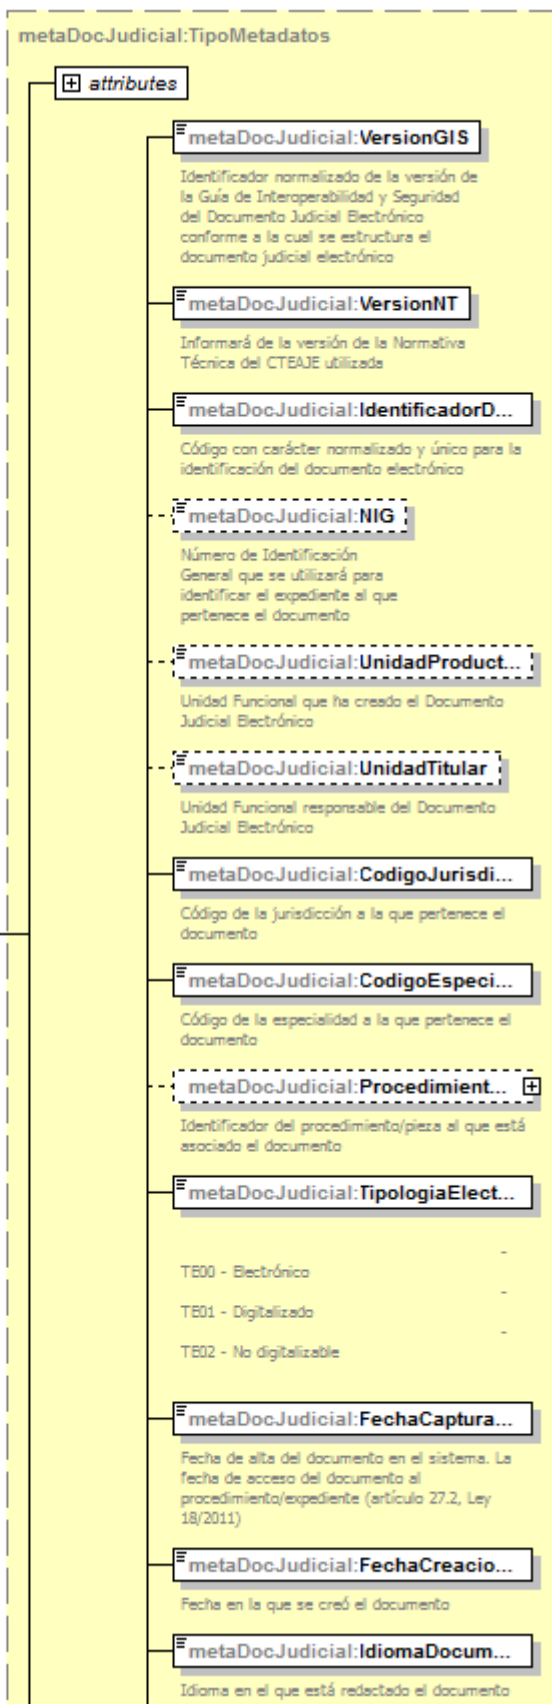 metaDocJudicial:TipoMetadatos
attributes
metaDocJudicial:VersionGIS
Identificador normalizado de la versión de
la Guía de Interoperabilidad y Seguridad
del Documento Judicial Electrónico
conforme a la cual se estructura el
documento judicial electrónico
metaDocJudicial:VersionNT
Informará de la versión de la Normativa
Técnica del CTEAJE utilizada
metaDocJudicial:IdentificadorD...
Código con carácter normalizado y único para la
identificación del documento electrónico
metaDocJudicial:NIG
Número de Identificación
General que se utilizará para
identificar el expediente al que
pertenece el documento
metaDocJudicial:UnidadProduct...
Unidad Funcional que ha creado el Documento
Judicial Electrónico
metaDocJudicial:UnidadTitular
Unidad Funcional responsable del Documento
Judicial Electrónico
metaDocJudicial:CodigoJurisdi...
Código de la jurisdicción a la que pertenece el
documento
metaDocJudicial:CodigoEspeci...
Código de la especialidad a la que pertenece el
documento
metaDocJudicial:Procedimient...
Identificador del procedimiento/pieza al que está
asociado el documento
metaDocJudicial:TipologiaElect...
-
TE00 - Electrónico
-
TE01 - Digitalizado
-
TE02 - No digitalizable
metaDocJudicial:FechaCaptura...
Fecha de alta del documento en el sistema. La
fecha de acceso del documento al
procedimiento/expediente (artículo 27.2, Ley
18/2011)
metaDocJudicial:FechaCreacio...
Fecha en la que se creó el documento
metaDocJudicial:IdiomaDocum...
Idioma en el que está redactado el documento